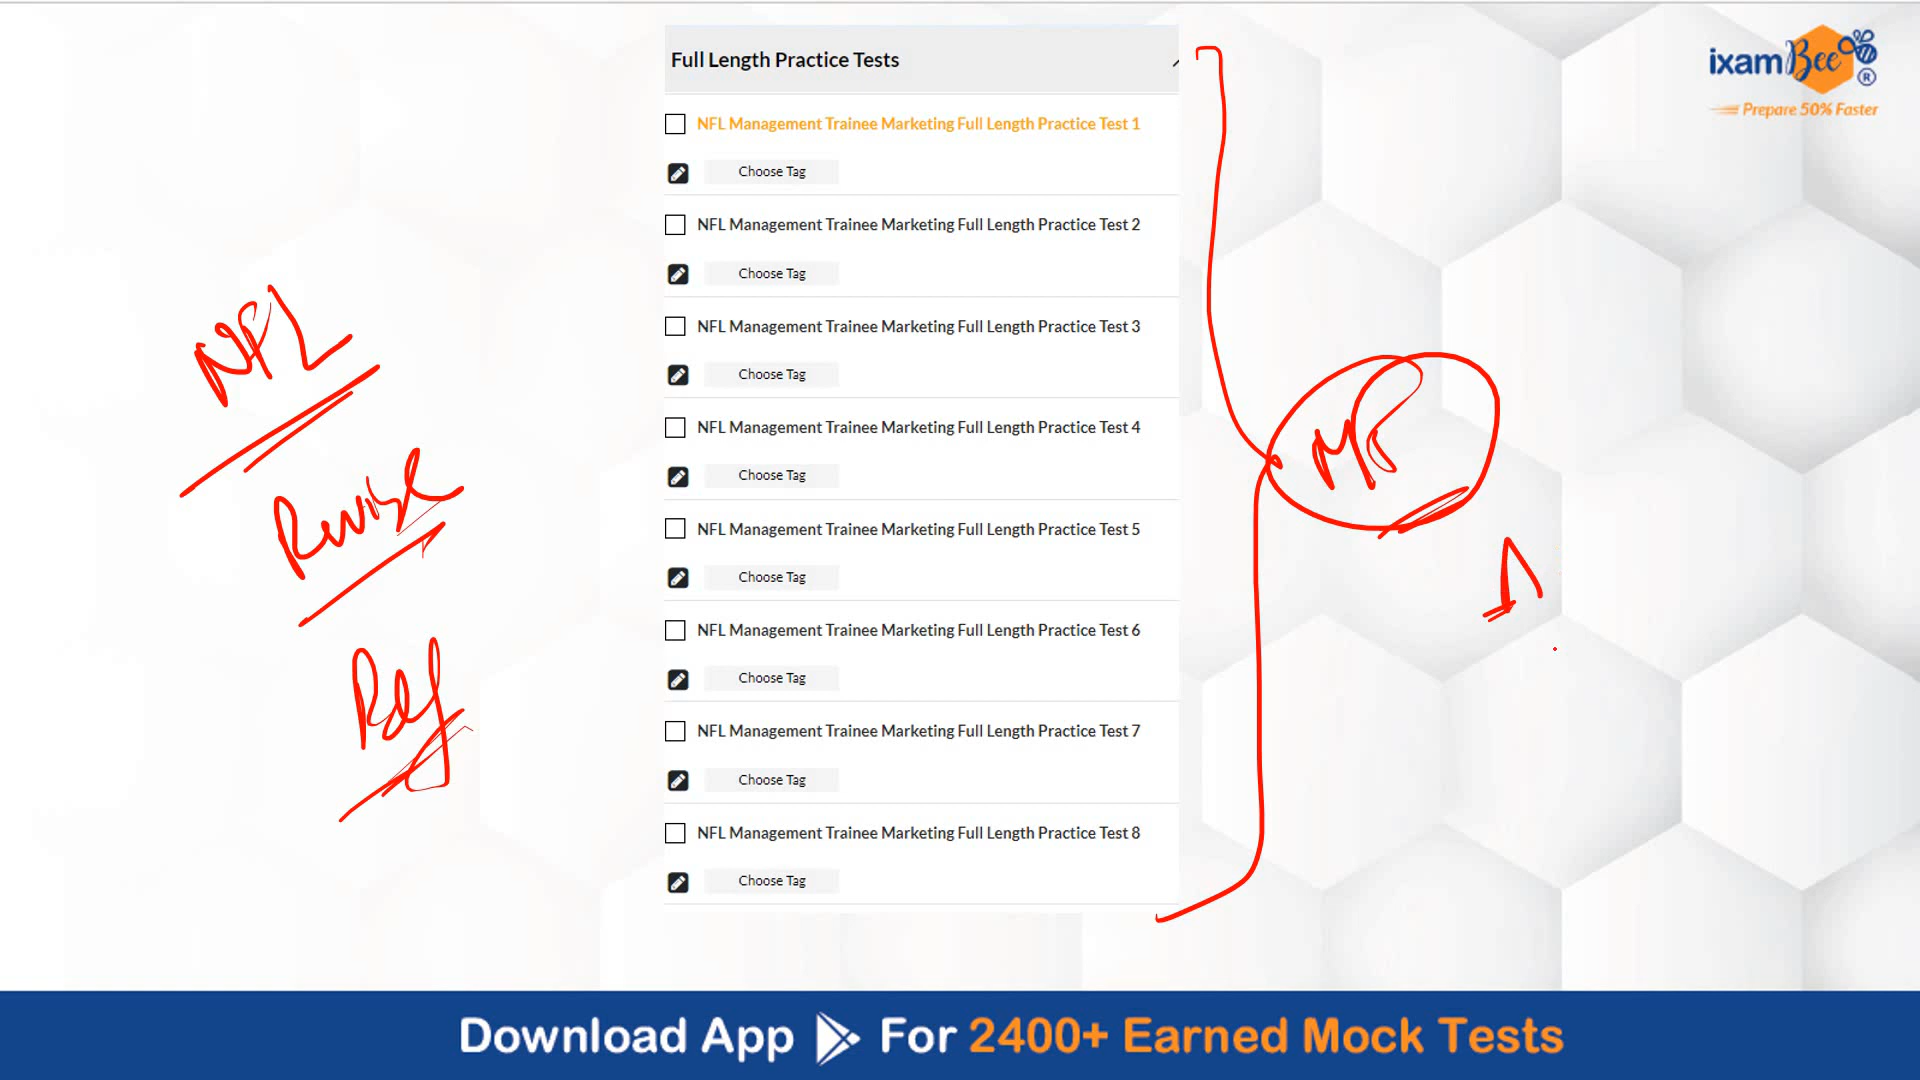 Full Length Practice Tests
ixamBee
®
Prepare 50% Faster
NFL Management Trainee Marketing Full Length Practice Test 1
Choose Tag
NFL Management Trainee Marketing Full Length Practice Test 2
Choose Tag
NFL Management Trainee Marketing Full Length Practice Test 3
Choose Tag
NFL Management Trainee Marketing Full Length Practice Test 4
Choose Tag
NFL Management Trainee Marketing Full Length Practice Test 5
Choose Tag
NFL Management Trainee Marketing Full Length Practice Test 6
Choose Tag
NFL Management Trainee Marketing Full Length Practice Test 7
Choose Tag
NFL Management Trainee Marketing Full Length Practice Test 8
Choose Tag
NFL
Revise
Download App For 2400+ Earned Mock Tests